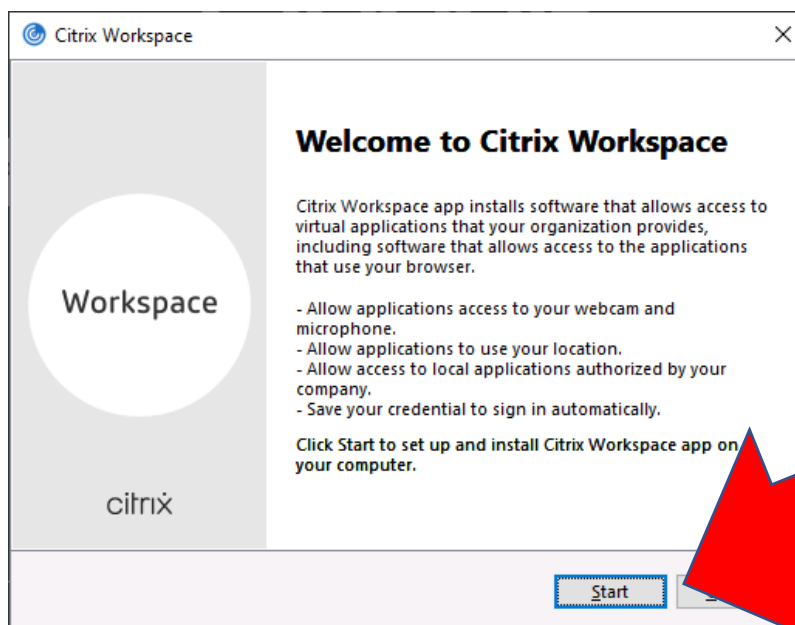 Citrix Workspace
Welcome to Citrix Workspace
Citrix Workspace app installs software that allows access to
virtual applications that your organization provides,
including software that allows access to the applications
that use your browser.
Workspace
- Allow applications access to your webcam and
microphone.
- Allow applications to use your location.
- Allow access to local applications authorized by your
company.
- Save your credential to sign in automatically.
Click Start to set up and install Citrix Workspace app on
your computer.
citrix
Start